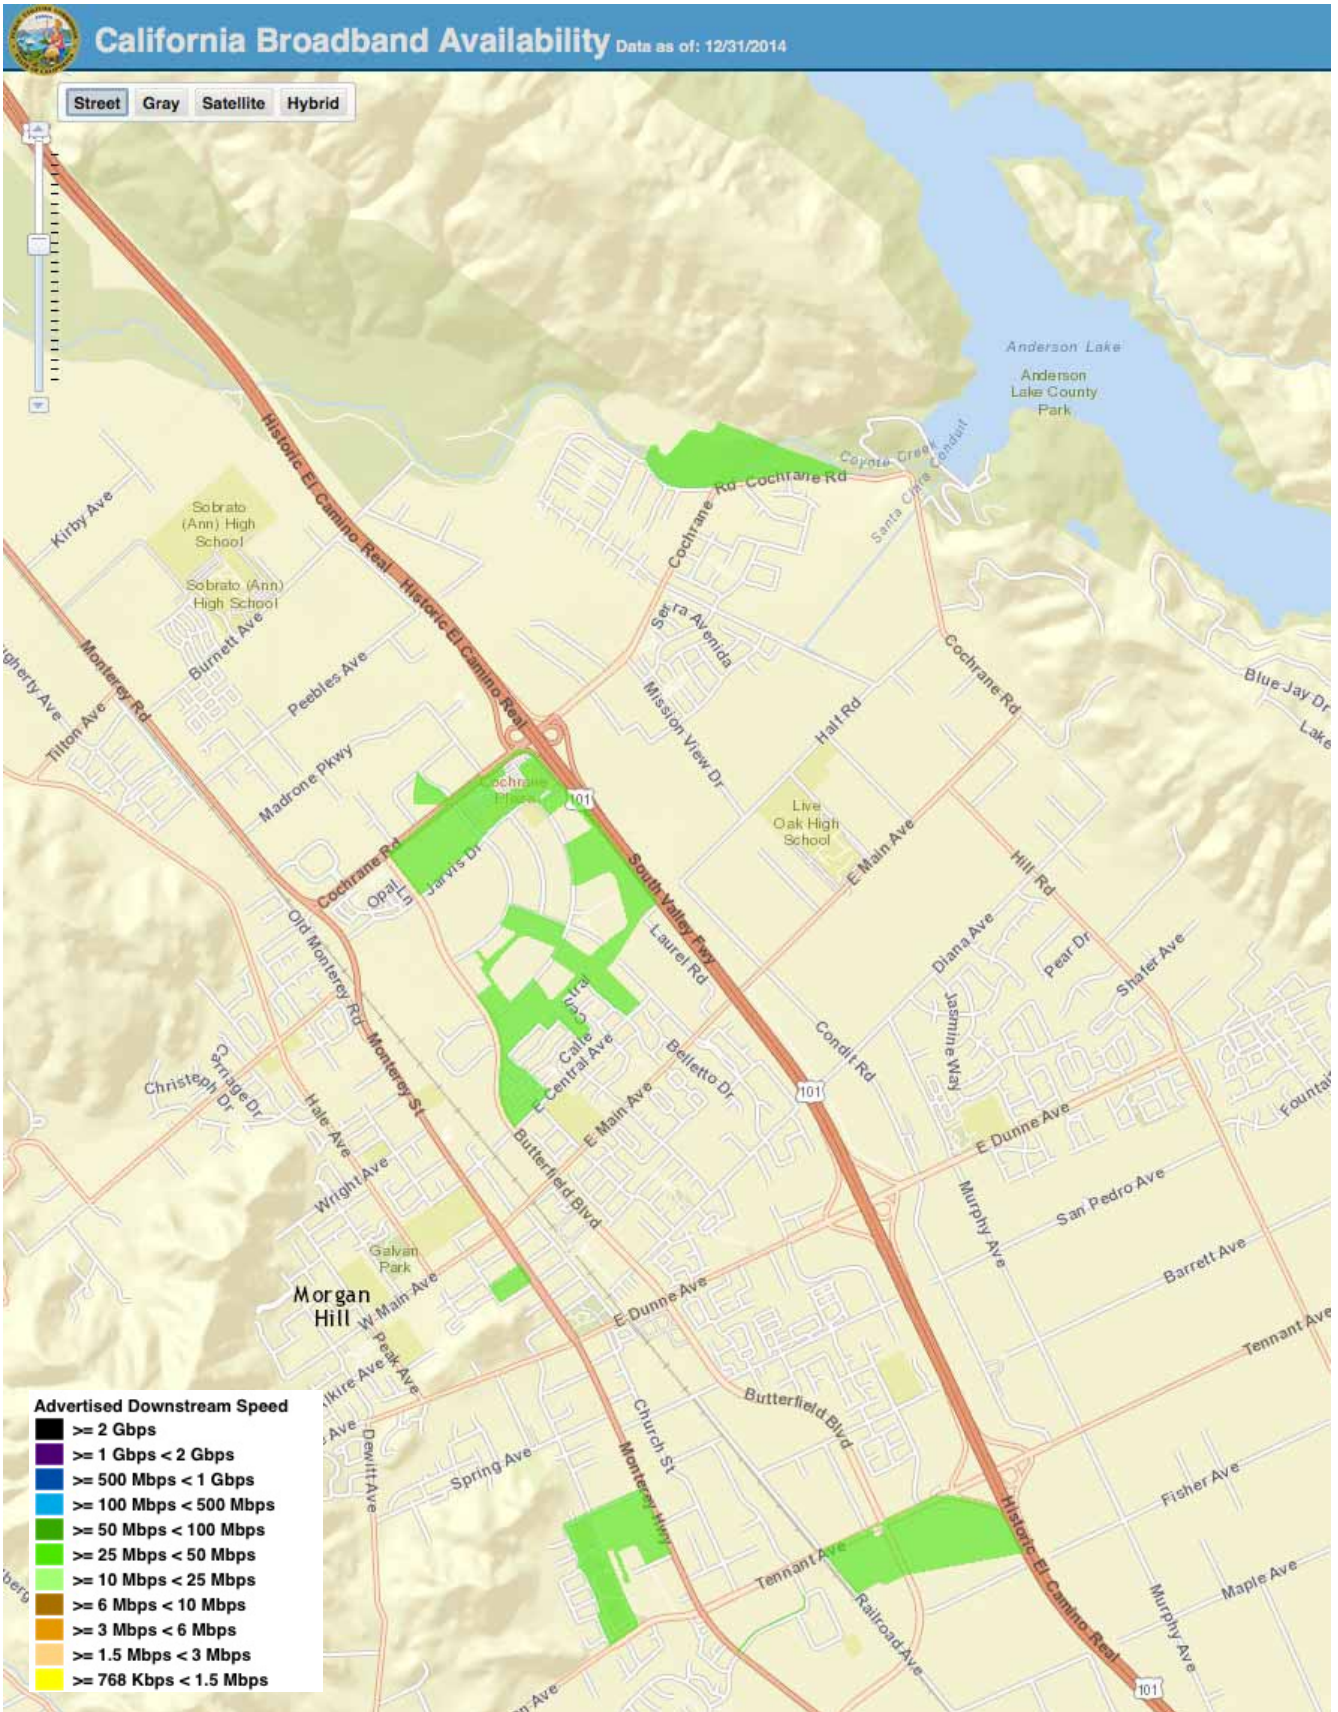 California Broadband Availability Data as of: 12/31/2014
Street Gray Satellite Hybrid
Anderson Lake
Anderson
Lake County
Park
Historic El Camino Real
Coyote Creek
Santa Clara Conduit
Rd Cochrane Rd
Cochrane
Kirby Ave
Sobrato
(Ann) High
School
Sobrato (Ann)
High School
Historic El Camino Real
Burnett Ave
Peebles Ave
Monterey Rd
Tilton Ave
Madrone Pkwy
Avenida
Mission View Dr
Half Rd
Cochrane Rd
Blue Jay Dr
Lake
Cochrane
Plaza
101
Live
Oak High
School
E Main Ave
Hill Rd
Cochrane Rd
Opal Ln
Jarvis Dr
South Valley Fwy
Laurel Rd
Old Monterey Rd
Diana Ave
Pear Dr
Shafer Ave
Jasmine Way
Condit Rd
Monterey St
Christeph Dr
Carriage Dr
Hale Ave
Calle
E Central Ave
E Main Ave
Belletto Dr
101
E Dunne Ave
Wright Ave
Butterfield Blvd
Murphy Ave
San Pedro Ave
Barrett Ave
Galvan
Park
Morgan
Hill
W Main Ave
Peak Ave
E Dunne Ave
Tennant Ave
Butterfield Blvd
Church St
Dewitt Ave
Spring Ave
Monterey Hwy
Fisher Ave
Historic El Camino Real
Tennant Ave
Railroad Ave
Maple Ave
Murphy Ave
101
Advertised Downstream Speed
>= 2 Gbps
>= 1 Gbps < 2 Gbps
>= 500 Mbps < 1 Gbps
>= 100 Mbps < 500 Mbps
>= 50 Mbps < 100 Mbps
>= 25 Mbps < 50 Mbps
>= 10 Mbps < 25 Mbps
>= 6 Mbps < 10 Mbps
>= 3 Mbps < 6 Mbps
>= 1.5 Mbps < 3 Mbps
>= 768 Kbps < 1.5 Mbps